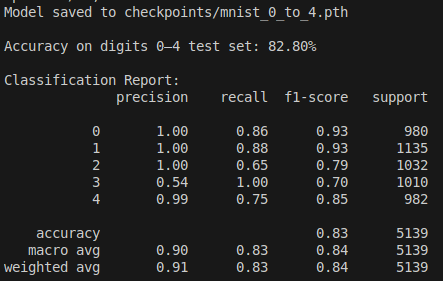 Model saved to checkpoints/mnist_0_to_4.pth
Accuracy on digits 0–4 test set: 82.80%
Classification Report:
precision recall f1-score support
0 1.00 0.86 0.93 980
1 1.00 0.88 0.93 1135
2 1.00 0.65 0.79 1032
3 0.54 1.00 0.70 1010
4 0.99 0.75 0.85 982
accuracy 0.83 5139
macro avg 0.90 0.83 0.84 5139
weighted avg 0.91 0.83 0.84 5139